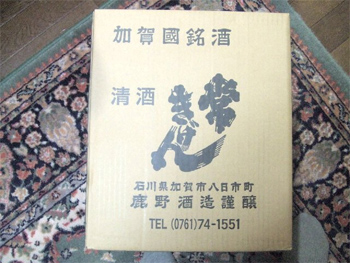 加賀國銘酒
清酒
常きげん
石川県加賀市八日市町
鹿野酒造謹醸
TEL (0761)74-1551